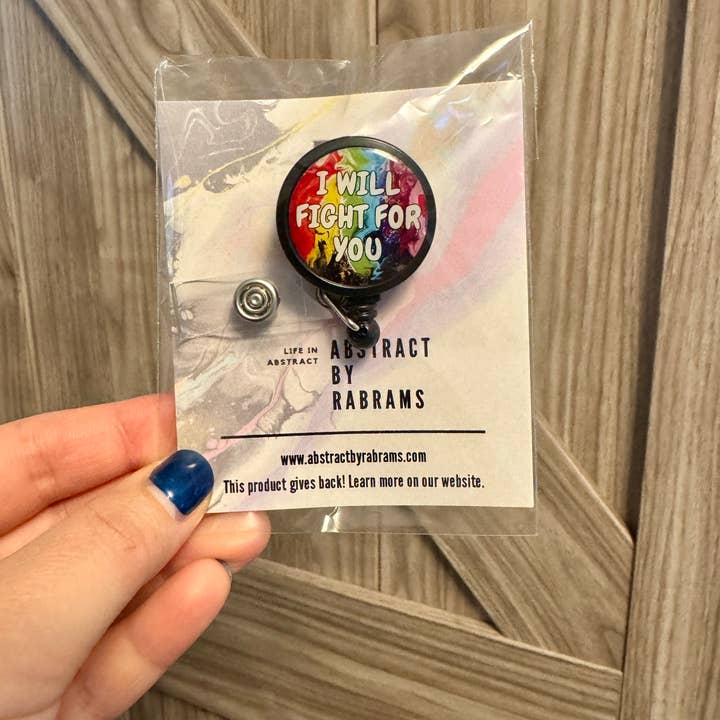 I WILL
FIGHT FOR
YOU
LIFE IN
ABSTRACT
ABSTRACT
BY
RABRAMS
www.abstractbyrabrams.com
This product gives back! Learn more on our website.